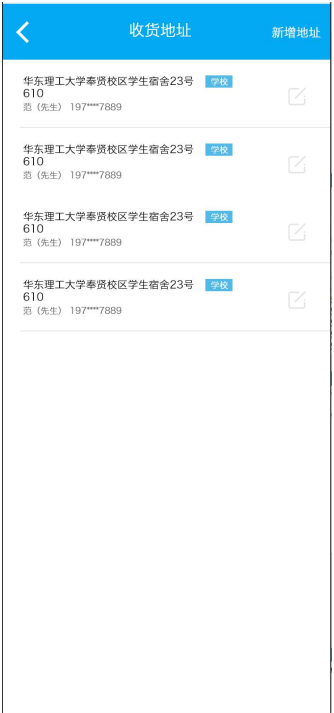 收货地址
新增地址
华东理工大学奉贤校区学生宿舍23号 学校
610
范（先生） 197****7889
华东理工大学奉贤校区学生宿舍23号 学校
610
范（先生） 197****7889
华东理工大学奉贤校区学生宿舍23号 学校
610
范（先生） 197****7889
华东理工大学奉贤校区学生宿舍23号 学校
610
范（先生） 197****7889